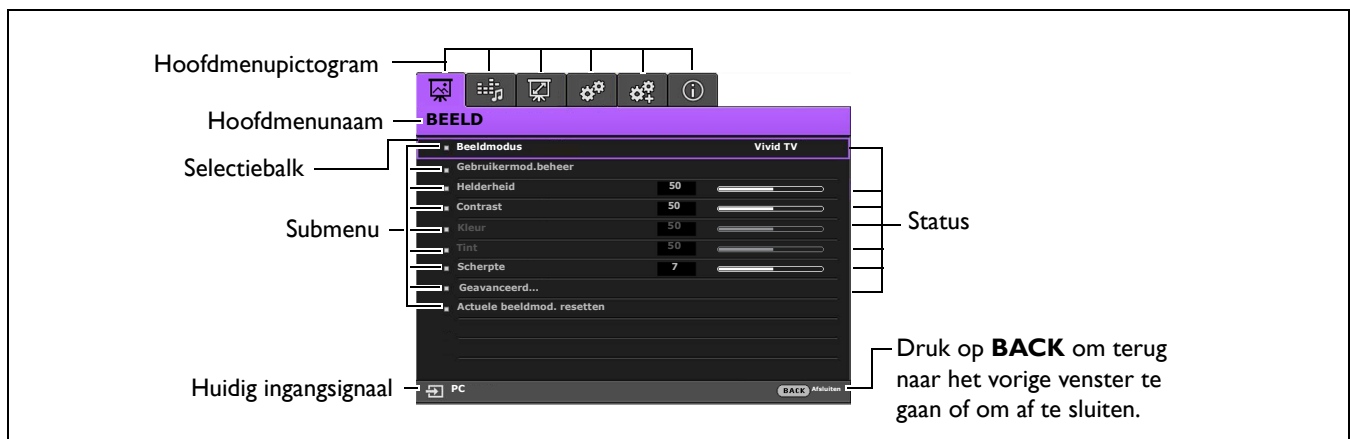 Hoofdmenupictogram
Hoofdmenunaam
BEELD
Selectiebalk
Beeldmodus Vivid TV
Gebruikermod.beheer
Helderheid 50
Contrast 50
Submenu
Kleur 50
Status
Tint 50
Scherpte 7
Geavanceerd...
Actuele beeldmod. resetten
Huidig ingangsignaal
PC
BACK Afsluiten
Druk op BACK om terug
naar het vorige venster te
gaan of om af te sluiten.